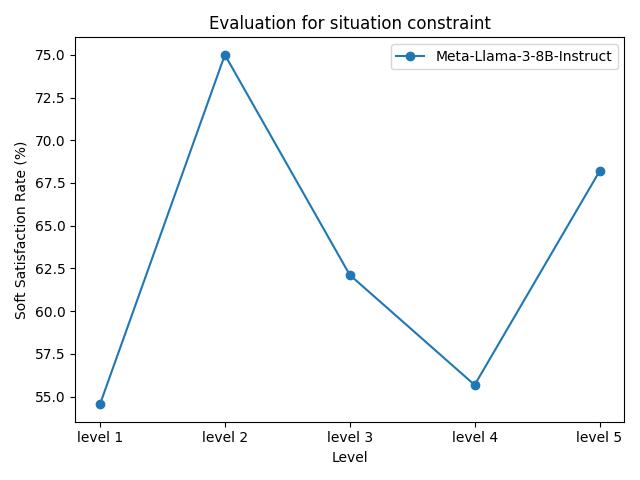 Evaluation for situation constraint
Meta-Llama-3-8B-Instruct
Soft Satisfaction Rate (%)
75.0
72.5
70.0
67.5
65.0
62.5
60.0
57.5
55.0
level 1
level 2
level 3
level 4
level 5
Level